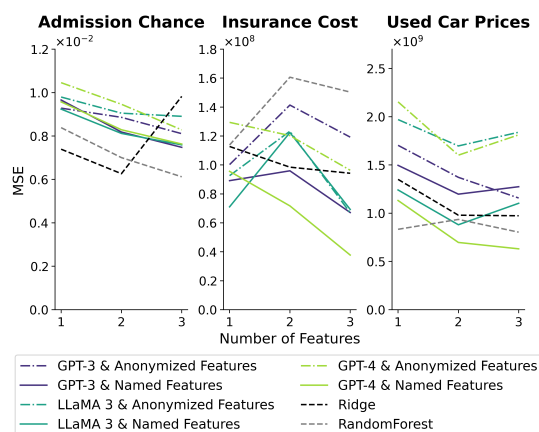 Admission Chance Insurance Cost Used Car Prices
×10⁻² ×10⁸ ×10⁹
MSE
1.2
1.0
0.8
0.6
0.4
0.2
0.0
1 2 3
1.8
1.6
1.4
1.2
1.0
0.8
0.6
0.4
0.2
0.0
1 2 3
2.5
2.0
1.5
1.0
0.5
0.0
1 2 3
Number of Features
GPT-3 & Anonymized Features
GPT-3 & Named Features
LLaMA 3 & Anonymized Features
LLaMA 3 & Named Features
GPT-4 & Anonymized Features
GPT-4 & Named Features
Ridge
RandomForest